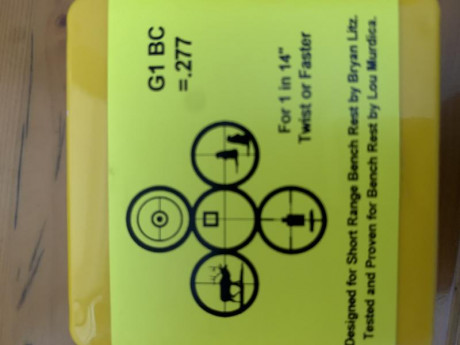 G1 BC
=.277
For 1 in 14"
Twist or Faster
Designed for Short Range Bench Rest by Bryan Litz.
Tested and Proven for Bench Rest by Lou Murdica.